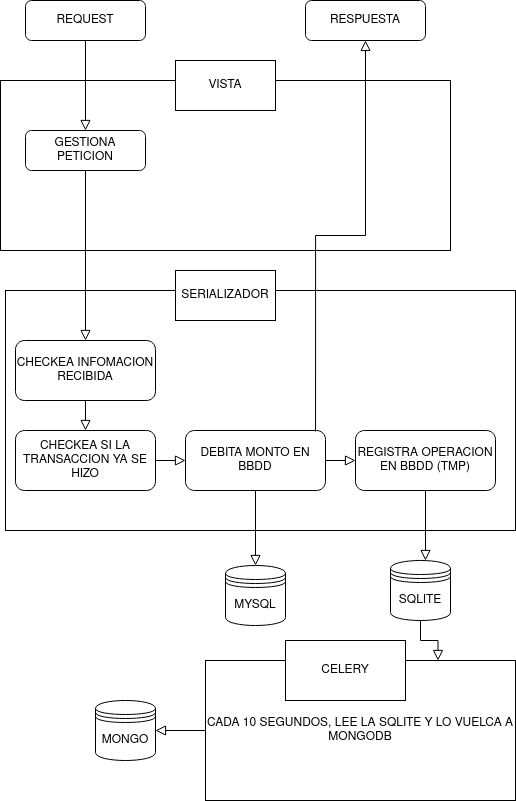 REQUEST
RESPUESTA
VISTA
GESTIONA
PETICION
SERIALIZADOR
CHECKEA INFOMACION
RECIBIDA
CHECKEA SI LA
TRANSACCION YA SE
HIZO
DEBITA MONTO EN
BBDD
REGISTRA OPERACION
EN BBDD (TMP)
MYSQL
SQLITE
CELERY
CADA 10 SEGUNDOS, LEE LA SQLITE Y LO VUELCA A
MONGODB
MONGO